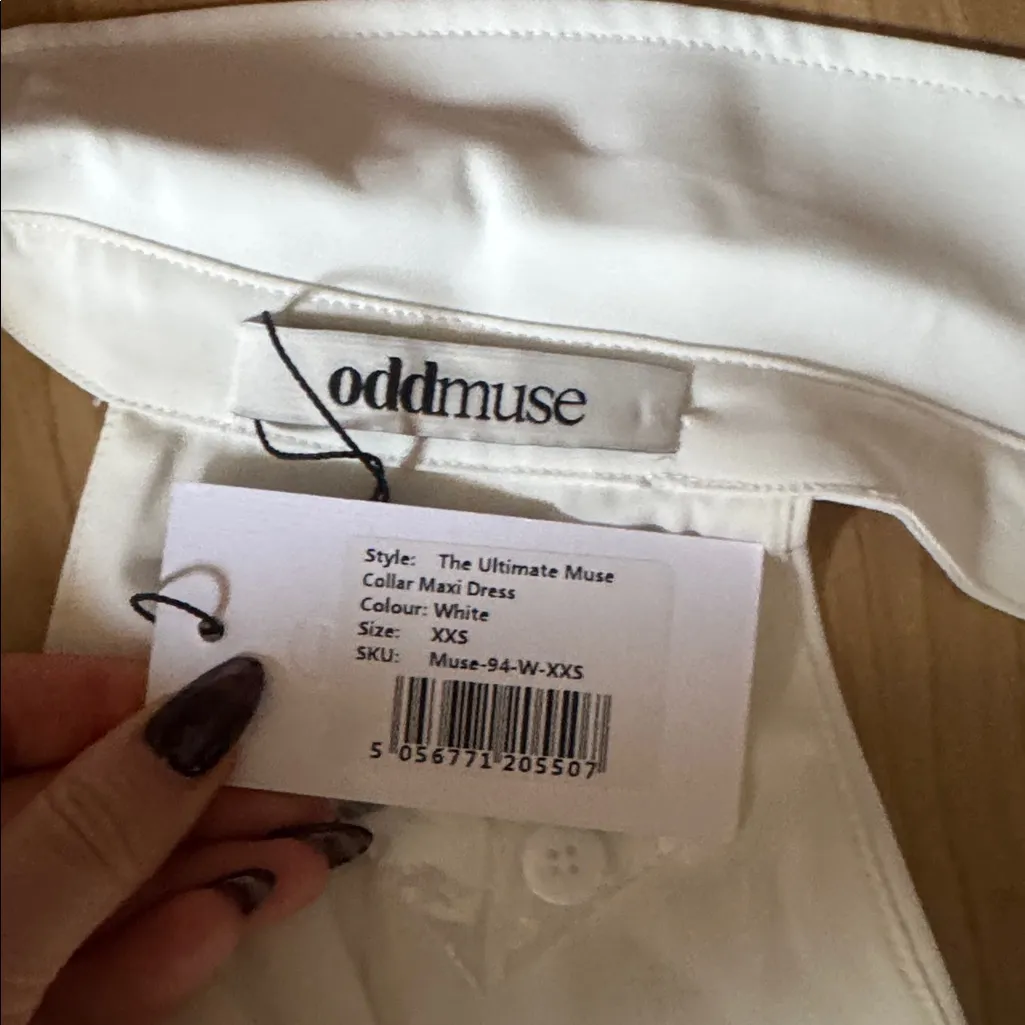 oddmuse
Style: The Ultimate Muse
Collar Maxi Dress
Colour: White
Size: XXS
SKU: Muse-94-W-XXS
5 056771 205507